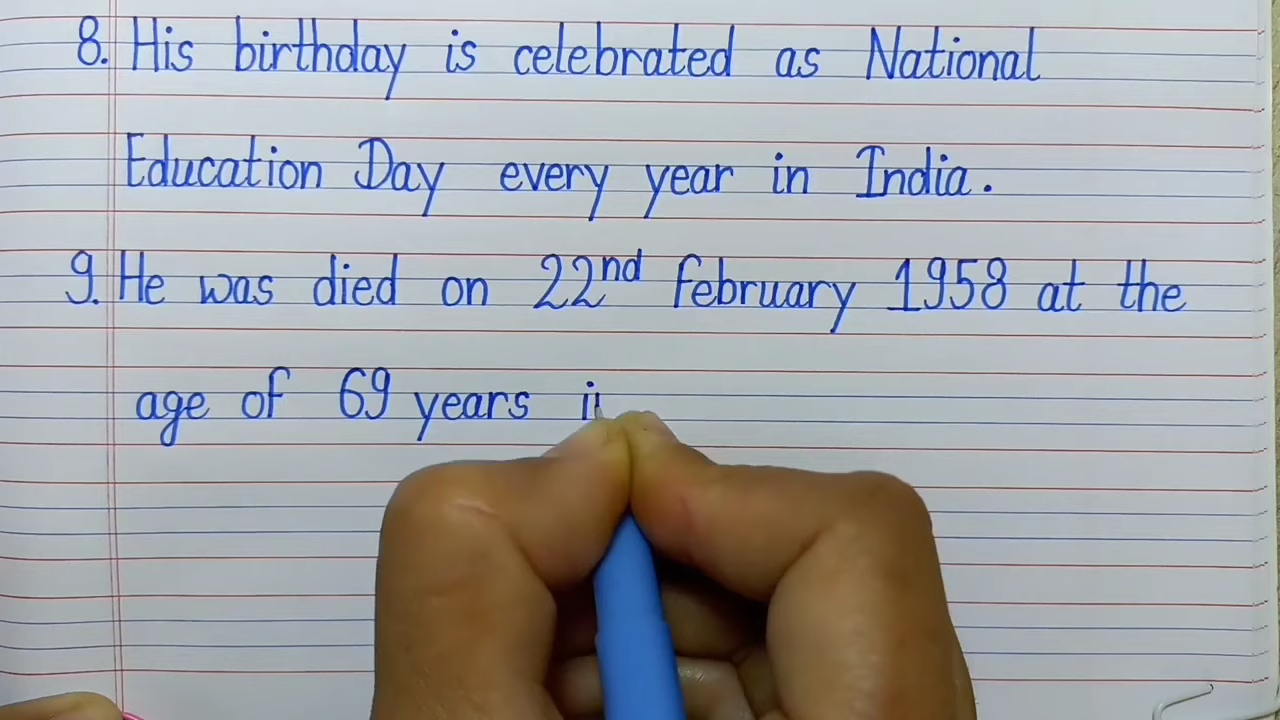 8. His birthday is celebrated as National
Education Day every year in India.
9. He was died on 22nd February 1958 at the
age of 69 years